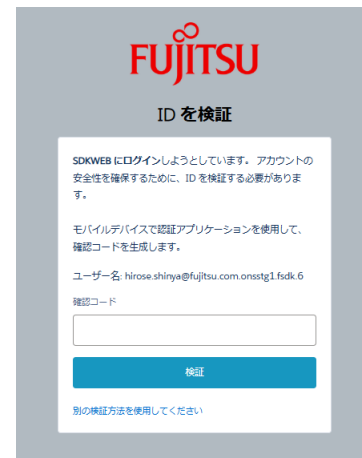 FUJITSU
ID を検証
SDKWEB にログインしようとしています。 アカウントの
安全性を確保するために、ID を検証する必要がありま
す。
モバイルデバイスで認証アプリケーションを使用して、
確認コードを生成します。
ユーザー名: hirose.shinya@fujitsu.com.onsstg1.fsdk.6
確認コード
検証
別の検証方法を使用してください